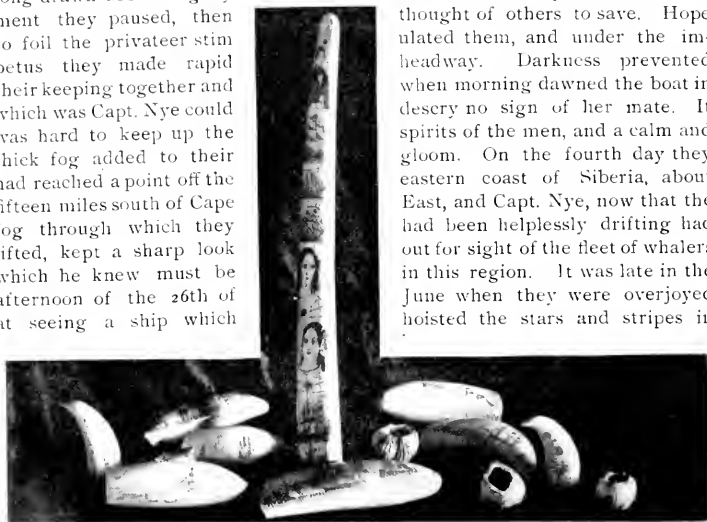 ment they paused, then thought of others to save. Hope
to foil the privateer stimulated them, and under the im-
petus they made rapid headway. Darkness prevented
their keeping together and when morning dawned the boat in
which was Capt. Nye could descry no sign of her mate. It
was hard to keep up the spirits of the men, and a calm and
thick fog added to their gloom. On the fourth day they
had reached a point off the eastern coast of Siberia, about
fifteen miles south of Cape East, and Capt. Nye, now that the
fog through which they had been helplessly drifting had
lifted, kept a sharp look out for sight of the fleet of whalers
which he knew must be in this region. It was late in the
afternoon of the 26th of June when they were overjoyed
at seeing a ship which hoisted the stars and stripes in